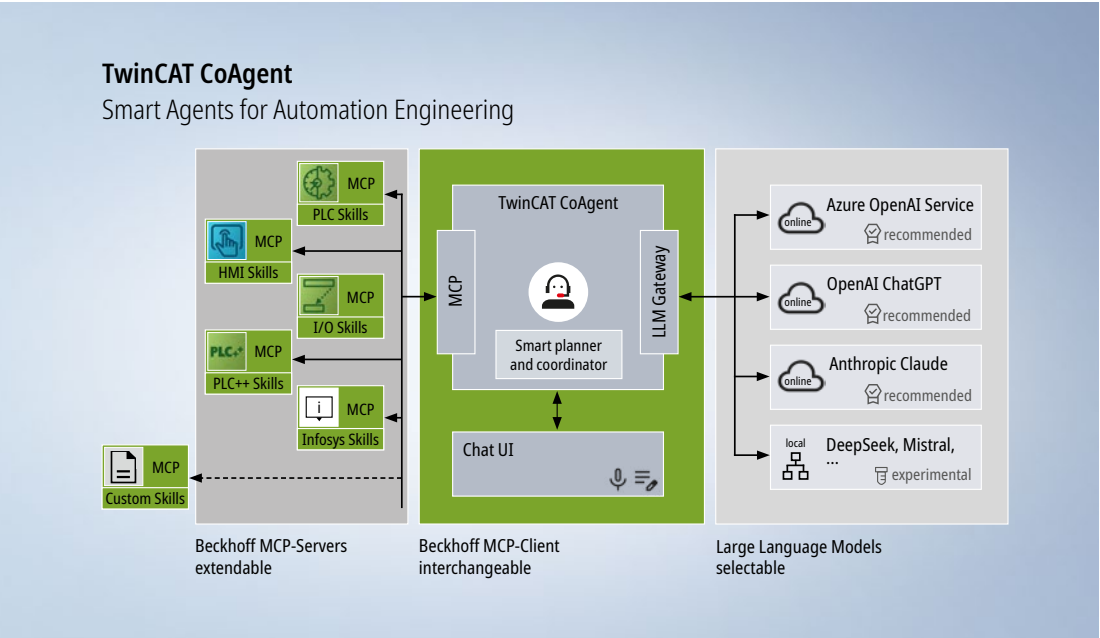 TwinCAT CoAgent
Smart Agents for Automation Engineering
MCP
PLC Skills
MCP
HMI Skills
MCP
I/O Skills
PLC++
MCP
PLC++ Skills
i
MCP
Infosys Skills
MCP
Custom Skills
Beckhoff MCP-Servers
extendable
TwinCAT CoAgent
MCP
LLM Gateway
Smart planner
and coordinator
Chat UI
Beckhoff MCP-Client
interchangeable
online
Azure OpenAI Service
recommended
online
OpenAI ChatGPT
recommended
online
Anthropic Claude
recommended
local
DeepSeek, Mistral,
...
experimental
Large Language Models
selectable